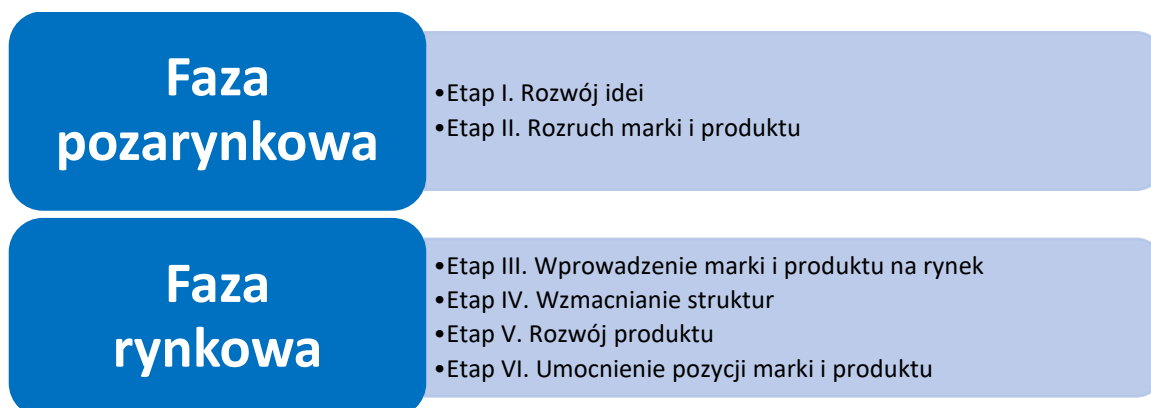 Faza
pozarynkowa
•Etap I. Rozwój idei
•Etap II. Rozruch marki i produktu
Faza
rynkowa
•Etap III. Wprowadzenie marki i produktu na rynek
•Etap IV. Wzmacnianie struktur
•Etap V. Rozwój produktu
•Etap VI. Umocnienie pozycji marki i produktu